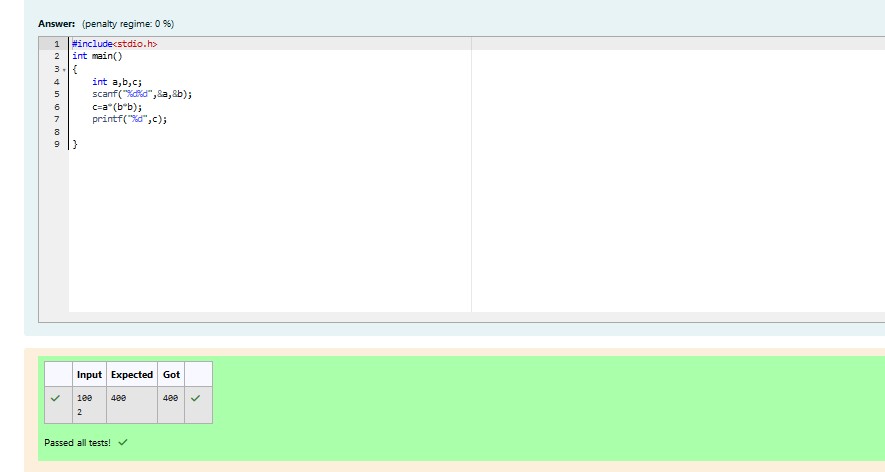 Answer: (penalty regime: 0 %)
1 #include<stdio.h>
2 int main()
3 {
4 int a,b,c;
5 scanf("%d%d",&a,&b);
6 c=a*(b*b);
7 printf("%d",c);
8
9 }
Input Expected Got
100 400 400
2
Passed all tests!